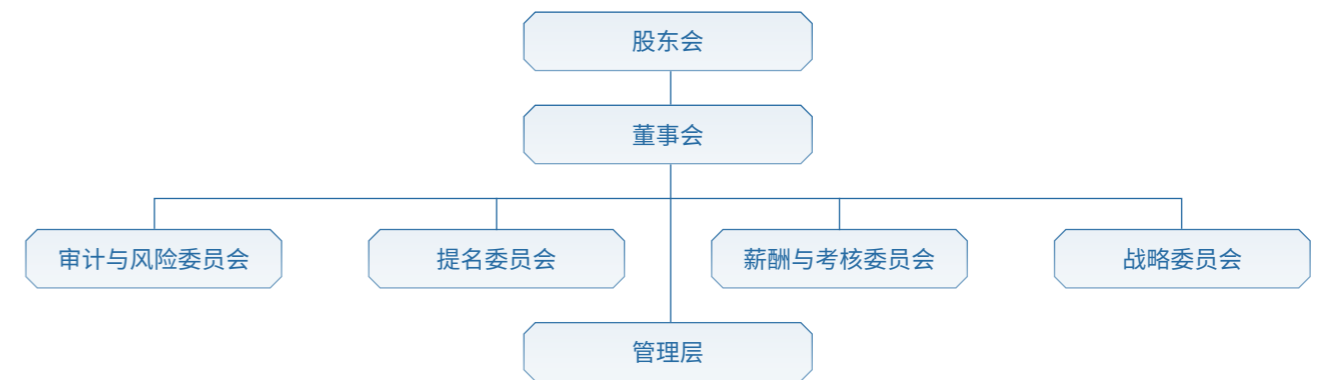 股东会
董事会
审计与风险委员会
提名委员会
薪酬与考核委员会
战略委员会
管理层